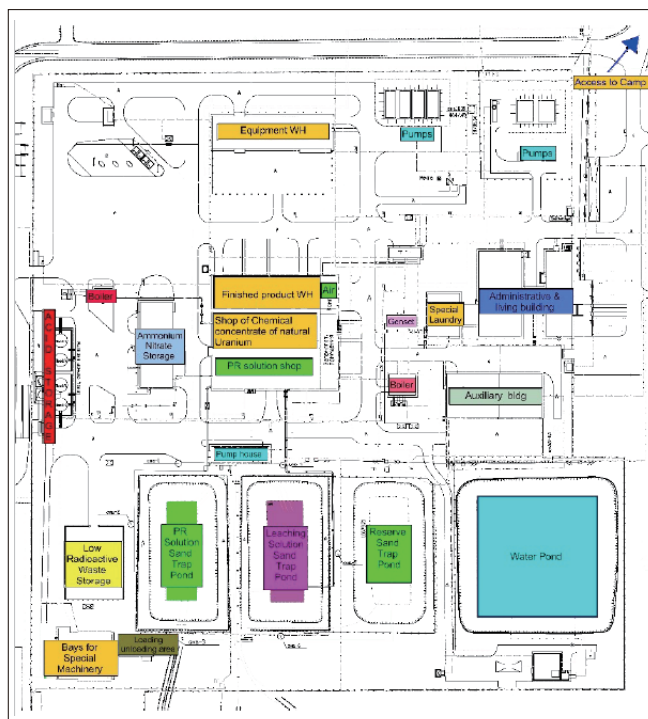 Access to Camp
Equipment WH
Pumps
Pumps
Boiler
Finished product WH
Air
Administrative &
living building
Special
Laundry
Genset
Shop of Chemical
concentrate of natural
Uranium
Ammonium
Nitrate
Storage
ACID STORAGE
PR solution shop
Boiler
Auxiliary bldg
Pump house
PR
Solution
Sand
Trap
Pond
Leaching
Solution
Sand
Trap
Pond
Reserve
Sand
Trap
Pond
Water Pond
Low
Radioactive
Waste
Storage
Bays for
Special
Machinery
Loading
unloading area